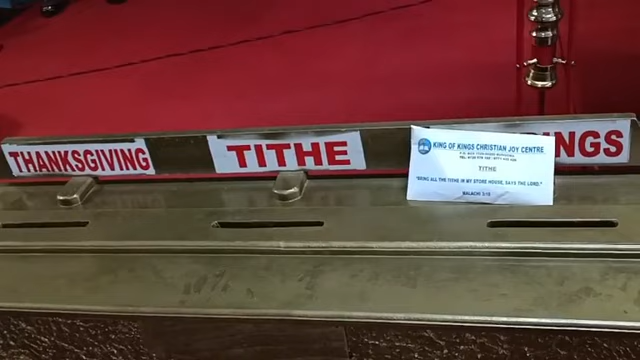 THANKSGIVING
TITHE
KING OF KINGS CHRISTIAN JOY CENTRE
TITHE
"BRING ALL THE TITHE IN MY STORE HOUSE, SAYS THE LORD.
MALACHI 3:10
INGS